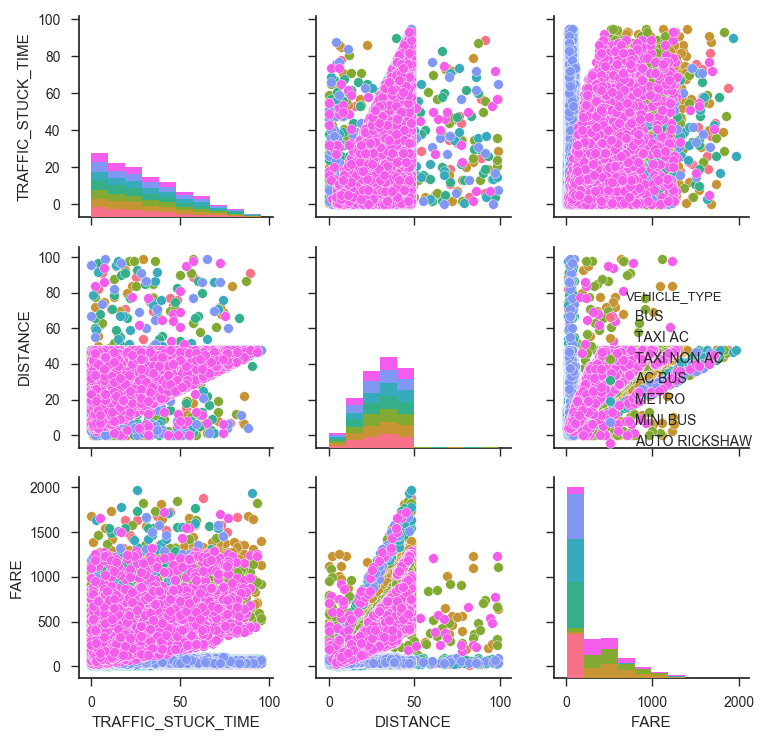 100
80
60
40
20
0
TRAFFIC_STUCK_TIME
100
80
60
40
20
0
DISTANCE
VEHICLE_TYPE
BUS
TAXI AC
TAXI NON AC
AC BUS
METRO
MINI BUS
AUTO RICKSHAW
2000
1500
1000
500
0
FARE
0 50 100
TRAFFIC_STUCK_TIME
0 50 100
DISTANCE
0 1000 2000
FARE